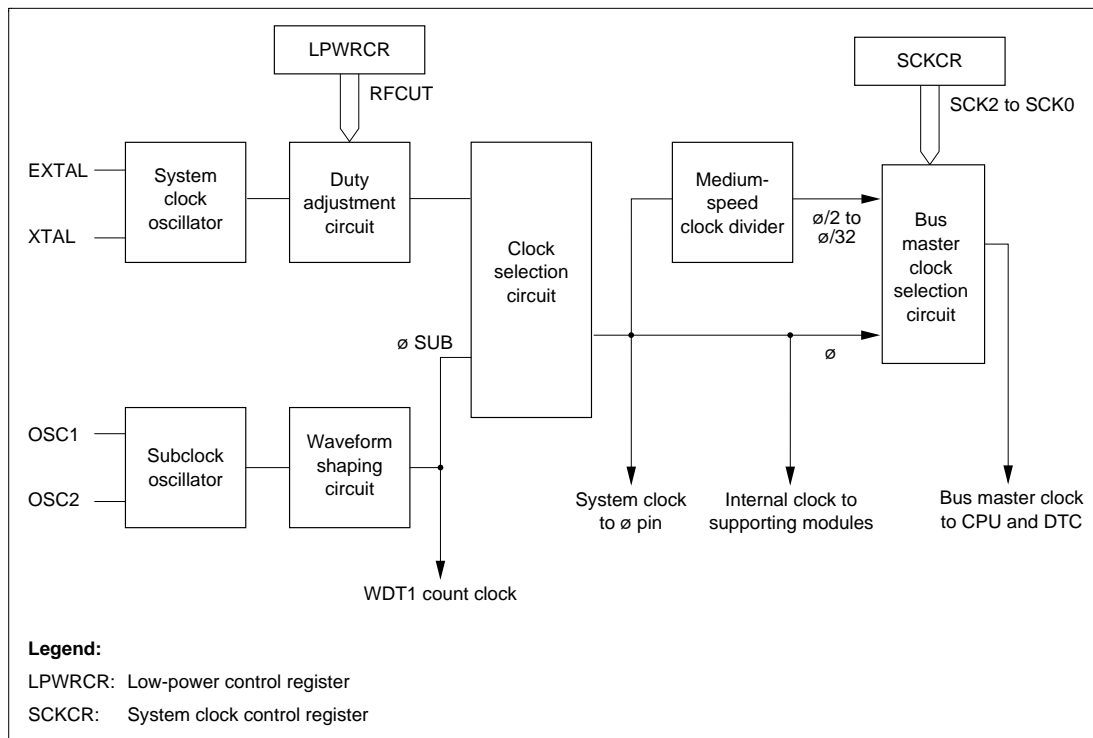 LPWRCR
RFCUT
SCKCR
SCK2 to SCK0
EXTAL
XTAL
System
clock
oscillator
Duty
adjustment
circuit
Clock
selection
circuit
Medium-
speed
clock divider
ø/2 to
ø/32
Bus
master
clock
selection
circuit
ø SUB
ø
OSC1
OSC2
Subclock
oscillator
Waveform
shaping
circuit
System clock
to ø pin
Internal clock to
supporting modules
Bus master clock
to CPU and DTC
WDT1 count clock
Legend:
LPWRCR: Low-power control register
SCKCR: System clock control register